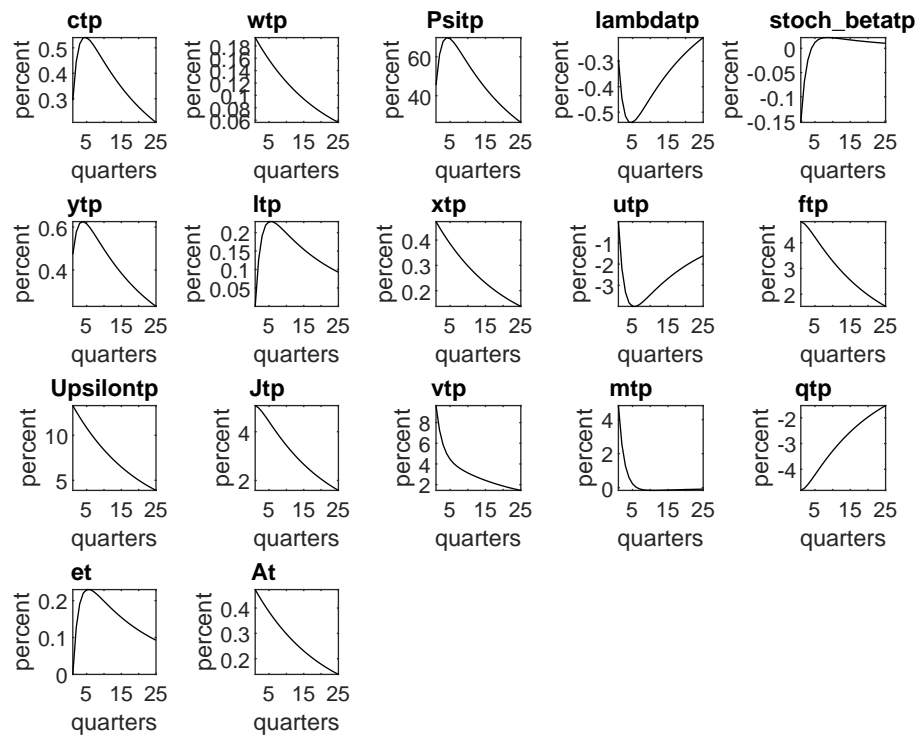 ctp
wtp
Psitp
lambdatp
stoch_betatp
percent
0.5
0.4
0.3
5 15 25
quarters
percent
0.18
0.16
0.14
0.12
0.1
0.08
0.06
5 15 25
quarters
percent
60
40
5 15 25
quarters
percent
-0.3
-0.4
-0.5
5 15 25
quarters
percent
0
-0.05
-0.1
-0.15
5 15 25
quarters
ytp
ltp
xtp
utp
ftp
percent
0.6
0.4
5 15 25
quarters
percent
0.2
0.15
0.1
0.05
5 15 25
quarters
percent
0.4
0.3
0.2
5 15 25
quarters
percent
-1
-2
-3
5 15 25
quarters
percent
4
3
2
5 15 25
quarters
Upsilontp
Jtp
vtp
mtp
qtp
percent
10
5
5 15 25
quarters
percent
4
2
5 15 25
quarters
percent
8
6
4
2
5 15 25
quarters
percent
4
2
0
5 15 25
quarters
percent
-2
-3
-4
5 15 25
quarters
et
At
percent
0.2
0.1
0
5 15 25
quarters
percent
0.4
0.3
0.2
5 15 25
quarters